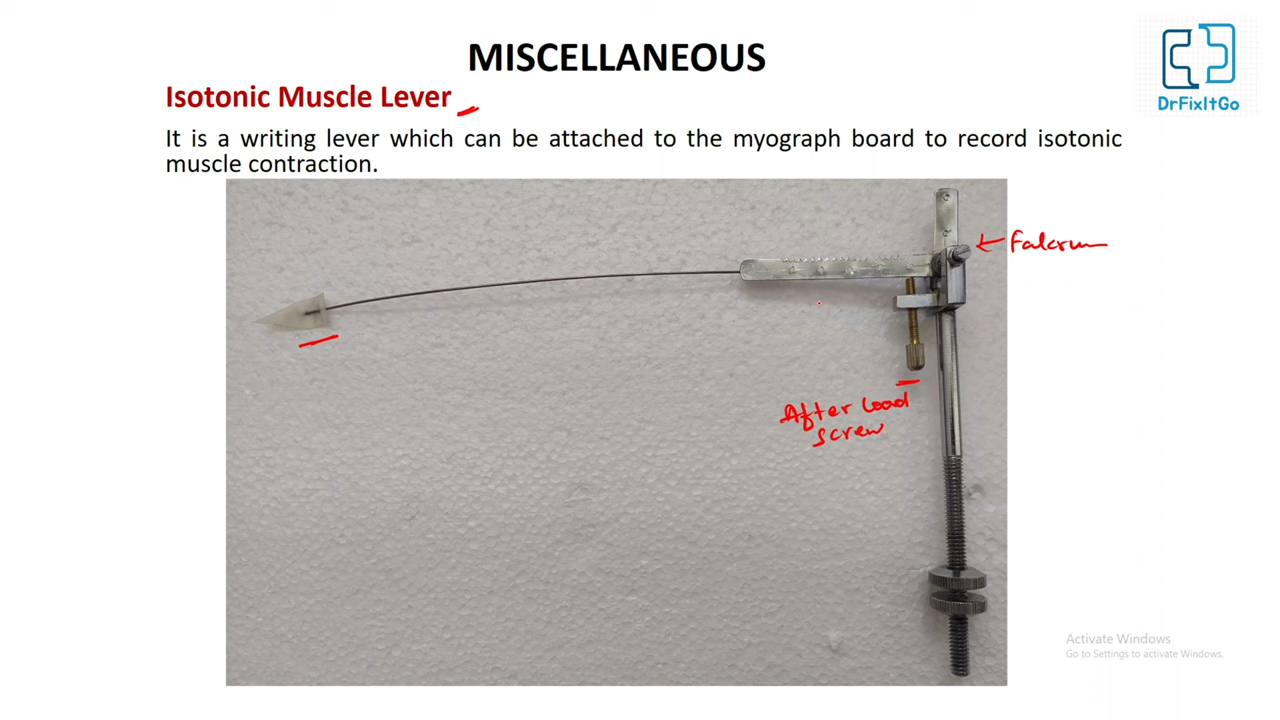 MISCELLANEOUS
DrFixItGo
Isotonic Muscle Lever
It is a writing lever which can be attached to the myograph board to record isotonic
muscle contraction.
Falcrum
After load
screw
Activate Windows
Go to Settings to activate Windows.